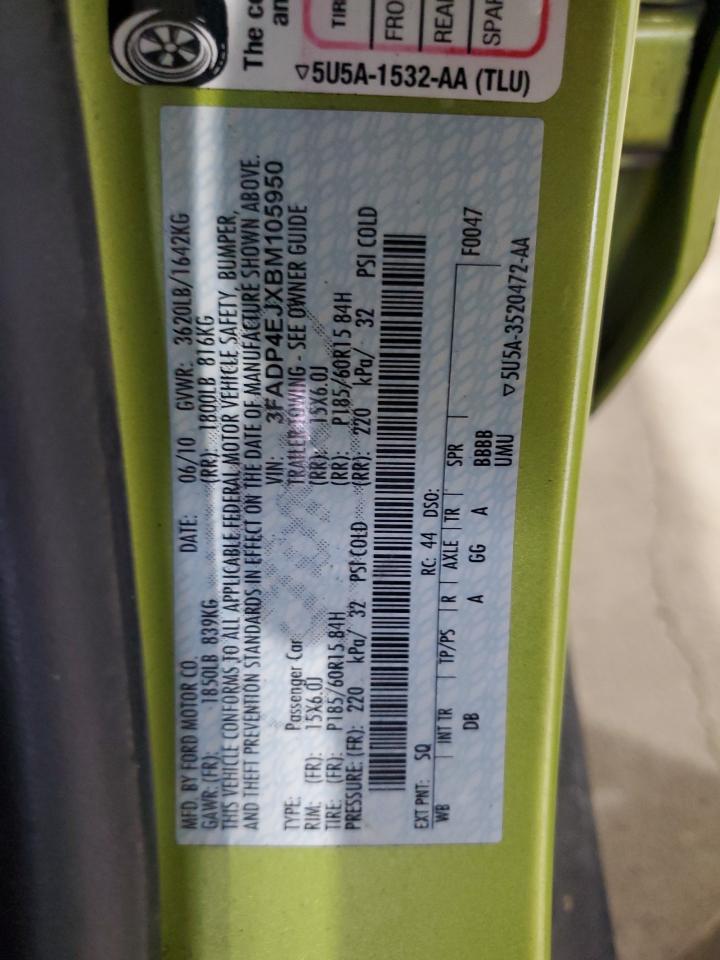 The co
an
TIR
FRO
REA
SPAR
▽5U5A-1532-AA (TLU)
MFD. BY FORD MOTOR CO. DATE: 06/10 GVWR: 3620LB/1642KG
GAWR: (FR): 1850LB 839KG (RR): 1800LB 816KG
THIS VEHICLE CONFORMS TO ALL APPLICABLE FEDERAL MOTOR VEHICLE SAFETY, BUMPER,
AND THEFT PREVENTION STANDARDS IN EFFECT ON THE DATE OF MANUFACTURE SHOWN ABOVE.
VIN: 3FADP4EJXBM105950
TYPE: Passenger Car TRAILER TOWING - SEE OWNER GUIDE
RIM: (FR): 15X6.0J (RR): 15X6.0J
TIRE: (FR): P185/60R15 84H (RR): P185/60R15 84H
PRESSURE: (FR): 220 kPa/ 32 PSI COLD (RR): 220 kPa/ 32 PSI COLD
EXT PNT: SQ RC: 44 DSO:
WB INT TR TP/PS R AXLE TR SPR F0047
DB A GG A BBBB
UMU
▽5U5A-3520472-AA